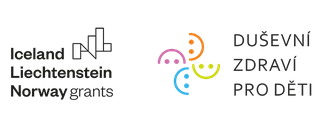 Iceland
Liechtenstein
Norway grants
DUŠEVNÍ
ZDRAVÍ
PRO DĚTI